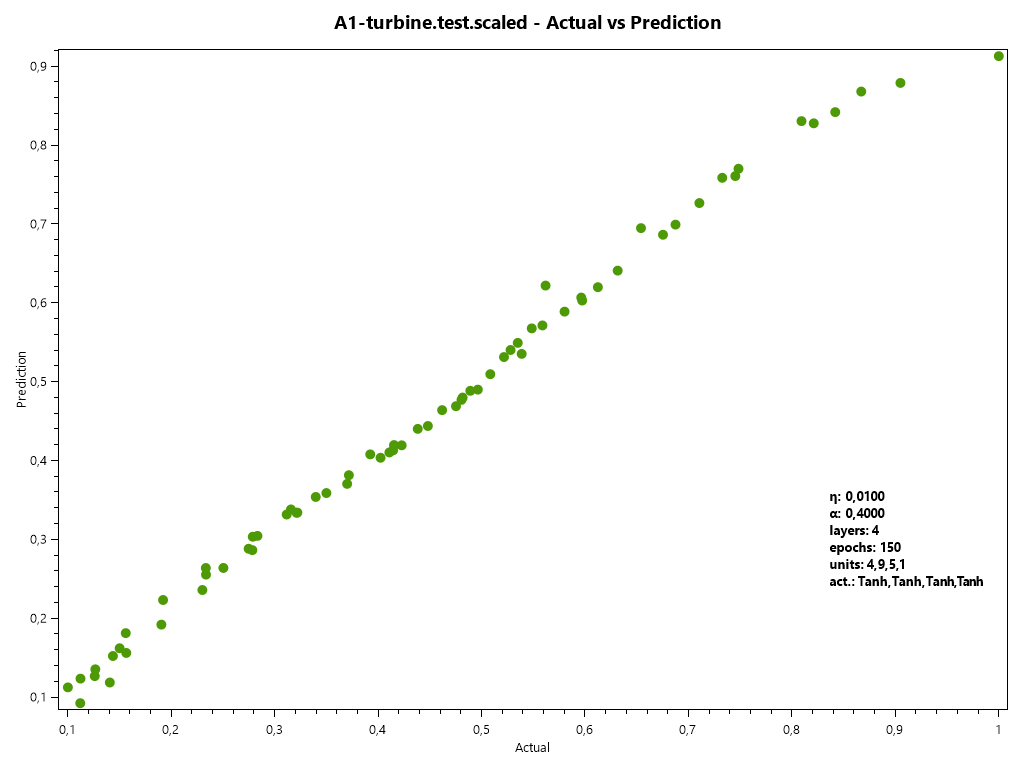 A1-turbine.test.scaled - Actual vs Prediction
0,9
0,8
0,7
0,6
0,5
0,4
0,3
0,2
0,1
Prediction
η: 0,0100
α: 0,4000
layers: 4
epochs: 150
units: 4,9,5,1
act.: Tanh,Tanh,Tanh,Tanh
0,1 0,2 0,3 0,4 0,5 0,6 0,7 0,8 0,9 1
Actual